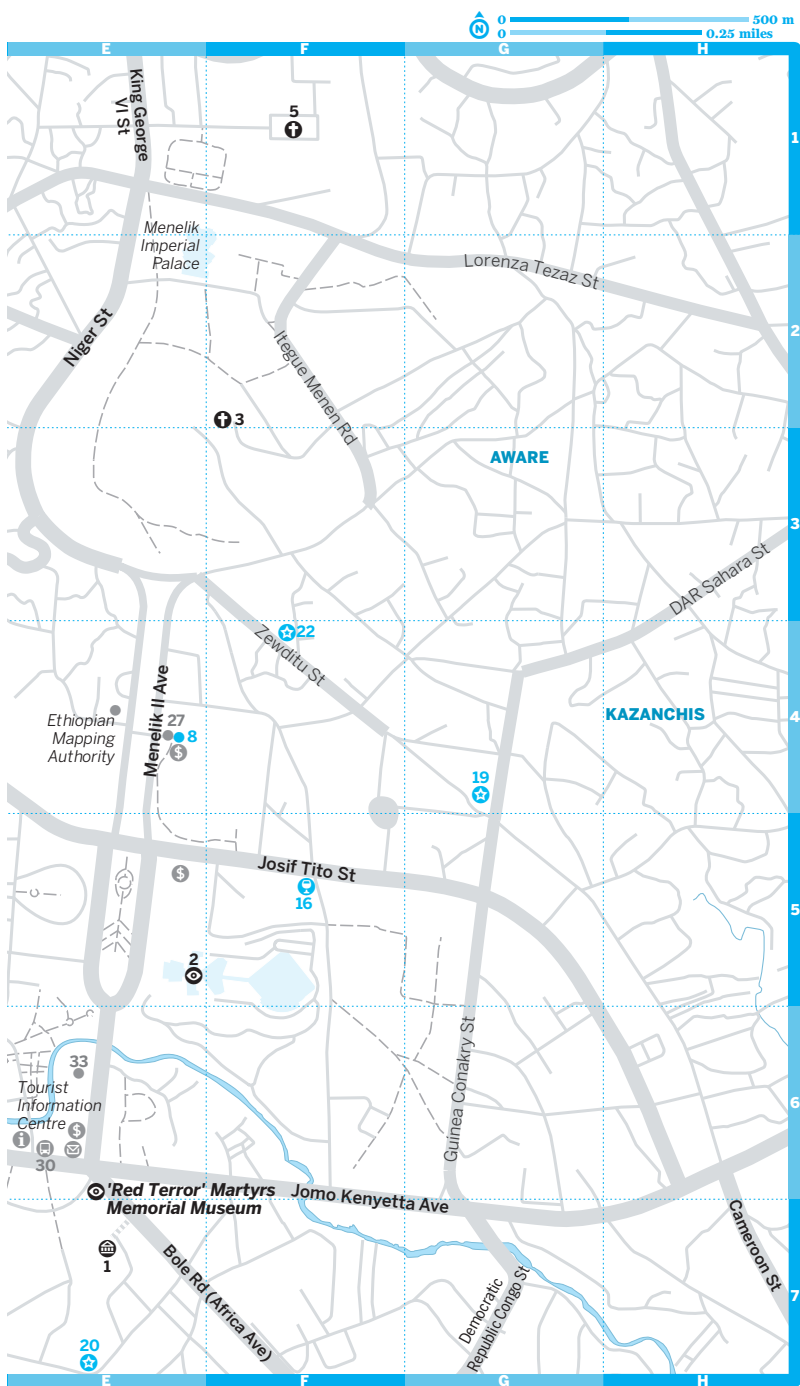 N
0 500 m
0 0.25 miles
E F G H
King George
VI St
5
1
Menelik
Imperial
Palace
Lorenza Tezaz St
Niger St
2
Itegue Menen Rd
3
AWARE
3
DAR Sahara St
22
Zewditu St
Menelik II Ave
KAZANCHIS
4
Ethiopian
Mapping
Authority
27
8
$
19
Josif Tito St
$
16
5
2
33
Tourist
Information
Centre
$
i
30
Guinea Conakry St
6
'Red Terror' Martyrs
Memorial Museum
Jomo Kenyetta Ave
Cameroon St
1
Bole Rd (Africa Ave)
Democratic
Republic Congo St
7
20
E F G H